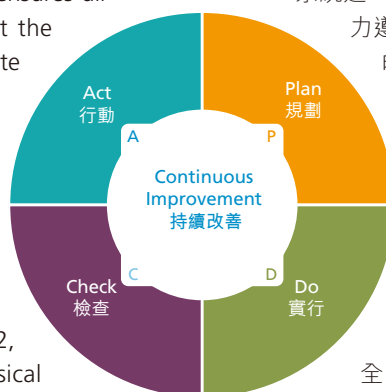 t the
te
力遵
Act
行動
Plan
規劃
A
P
Continuous
Improvement
持續改善
C
D
Check
檢查
Do
實行
2,
sical
全